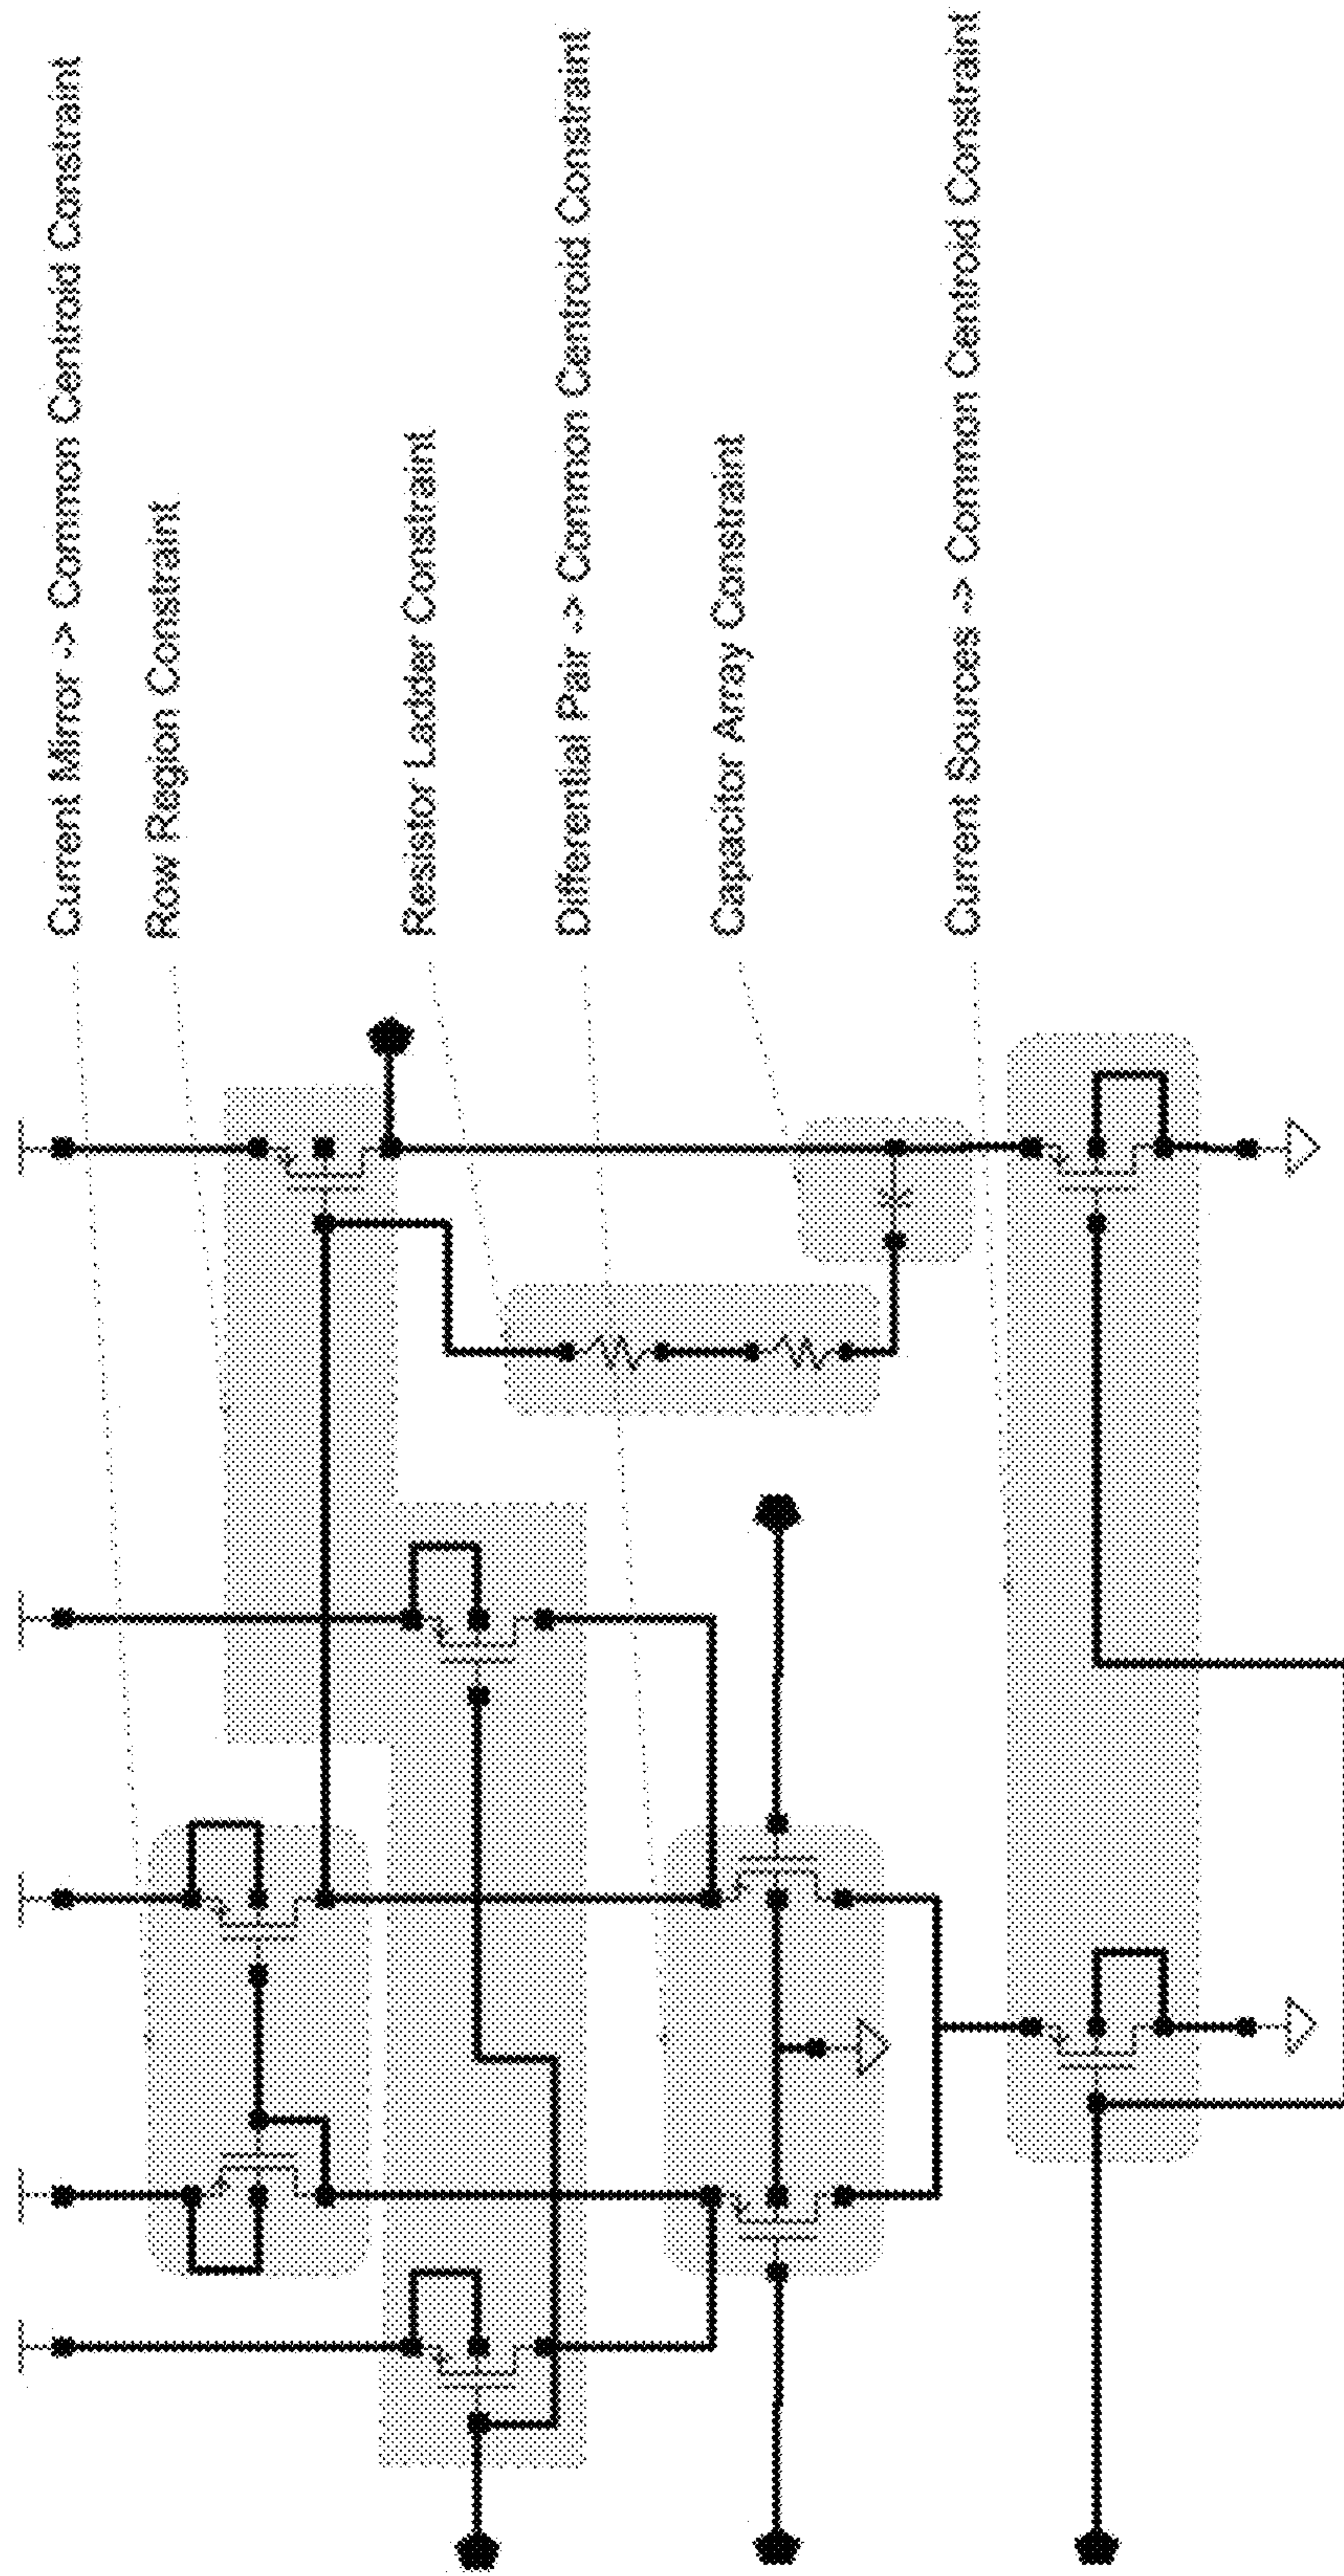 Current Mirror -> Common Centroid Constraint
Row Region Constraint
Resistor Ladder Constraint
Differential Pair -> Common Centroid Constraint
Capacitor Array Constraint
Current Sources -> Common Centroid Constraint